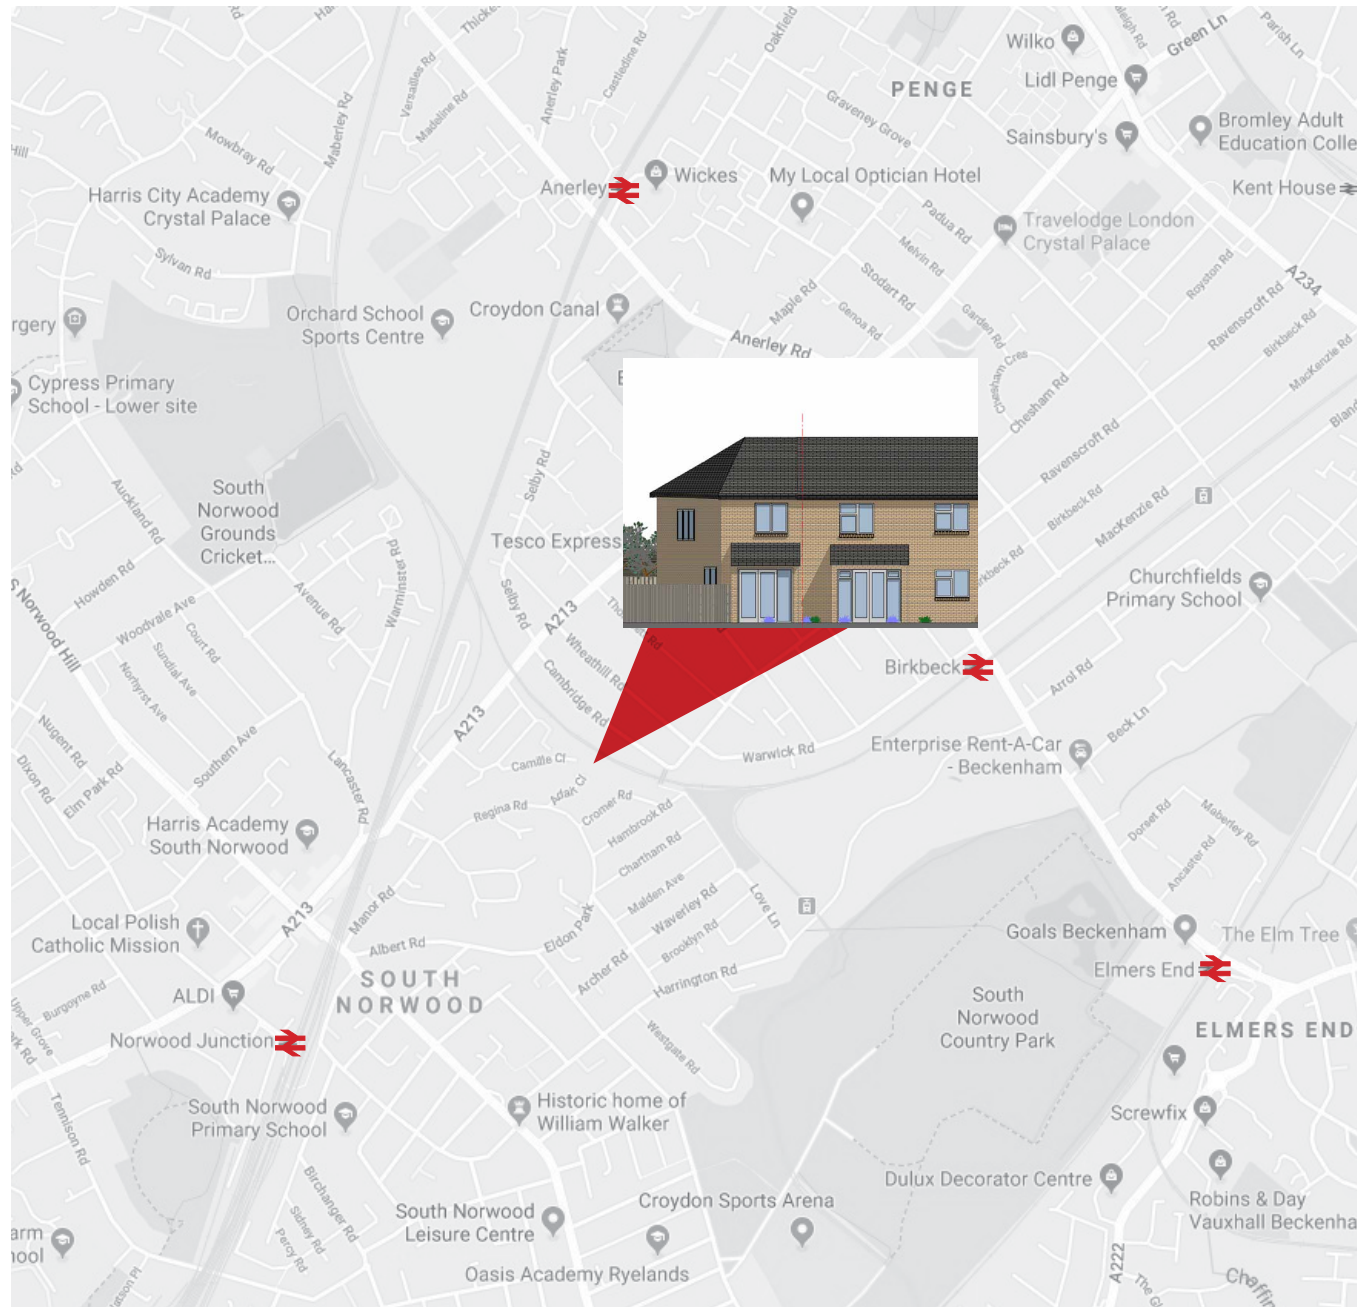 Thicket
Oakfield
Wilko
Green Ln
Parish Ln
Lidl Penge
PENGE
Versailles Rd
Madeline Rd
Anerley Park
Castledine Rd
Maberley Rd
Graveney Grove
Sainsbury's
Bromley Adult
Education Colle
Mowbray Rd
Hill
Anerley
Wickes
My Local Optician Hotel
Kent House
Harris City Academy
Crystal Palace
Padua Rd
Travelodge London
Crystal Palace
Melvin Rd
Sylvan Rd
Stodart Rd
Royston Rd
A234
Maple Rd
Genoa Rd
Garden Rd
Ravenscroft Rd
Birkbeck Rd
MacKenzie Rd
rgery
Orchard School
Sports Centre
Croydon Canal
Anerley Rd
Chesham Cres
Chesham Rd
Cypress Primary
School - Lower site
Bland
Ravenscroft Rd
Selby Rd
Auckland Rd
South
Norwood
Grounds
Cricket...
Birkbeck Rd
MacKenzie Rd
Tesco Express
Warminster Rd
Howden Rd
Avenue Rd
Selby Rd
A213
rkbeck Rd
Churchfields
Primary School
S Norwood Hill
Woodvale Ave
Court Rd
Sundial Ave
Norhyrst Ave
Wheathill Rd
Cambridge Rd
Birkbeck
Arrol Rd
Nugent Rd
Southern Ave
A213
Beck Ln
Dixon Rd
Elm Park Rd
Lancaster Rd
Camille Cl
Warwick Rd
Enterprise Rent-A-Car
- Beckenham
Adair Cl
Regina Rd
Cromer Rd
Hambrook Rd
Dorset Rd
Maberley Rd
Harris Academy
South Norwood
Chartham Rd
Ancaster Rd
Malden Ave
Love Ln
A213
Manor Rd
Waverley Rd
Local Polish
Catholic Mission
Albert Rd
Eldon Park
Brooklyn Rd
Goals Beckenham
The Elm Tree
Archer Rd
Harrington Rd
Elmers End
SOUTH
NORWOOD
ALDI
Burgoyne Rd
South
Norwood
Country Park
Upper Grove
ark Rd
Norwood Junction
Westgate Rd
ELMERS END
South Norwood
Primary School
Historic home of
William Walker
Screwfix
Tennison Rd
Dulux Decorator Centre
Birchanger Rd
Sidney Rd
Percy Rd
South Norwood
Leisure Centre
Croydon Sports Arena
Robins & Day
Vauxhall Beckenha
arm
ool
Oasis Academy Ryelands
A222
Chaffin
atson Pl